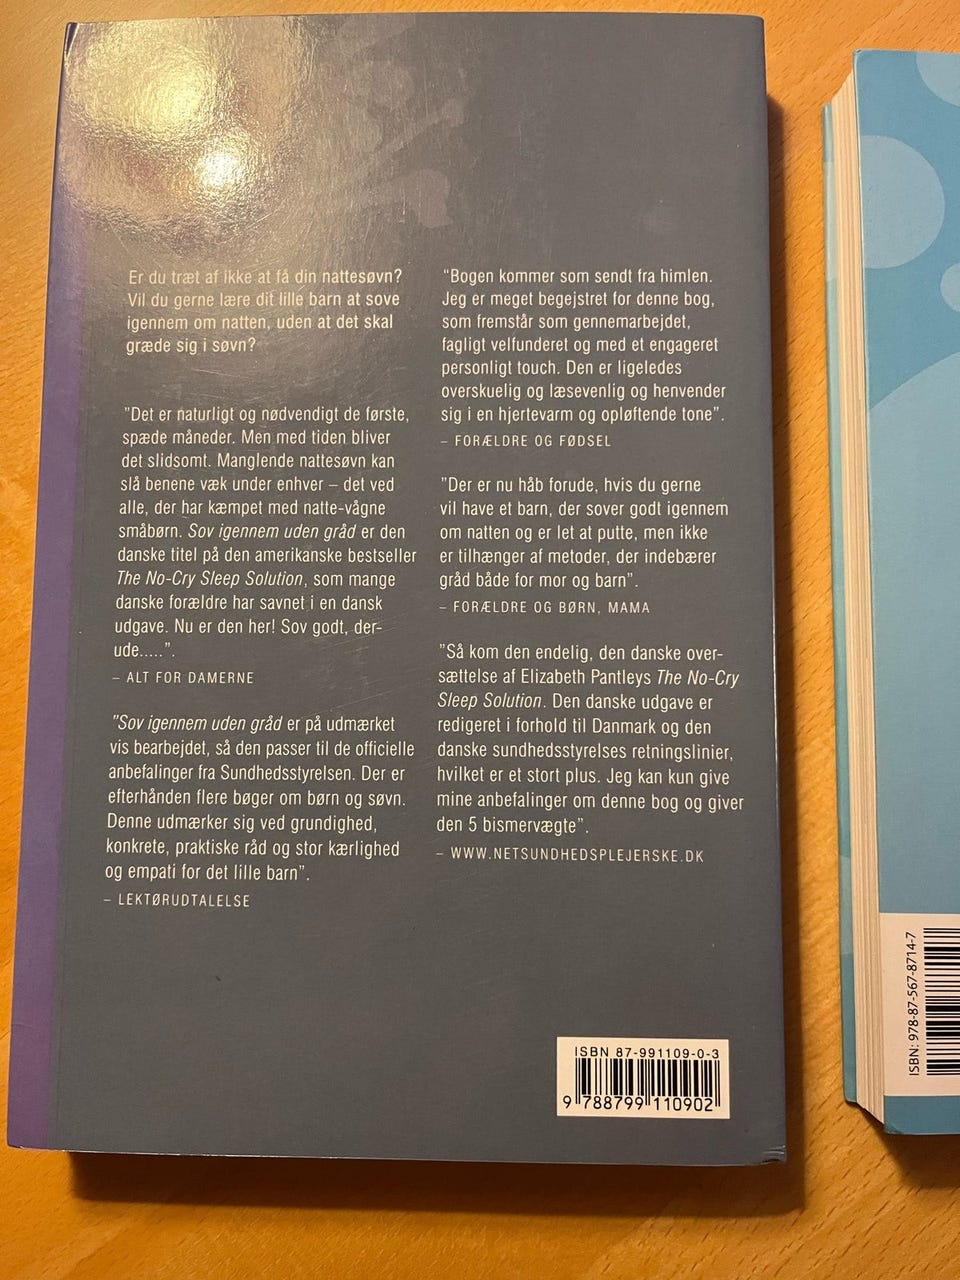 Er du træt af ikke at få din nattesøvn?
Vil du gerne lære dit lille barn at sove
igennem om natten, uden at det skal
græde sig i søvn?
"Det er naturligt og nødvendigt de første,
spæde måneder. Men med tiden bliver
det slidsomt. Manglende nattesøvn kan
slå benene væk under enhver – det ved
alle, der har kæmpet med natte-vågne
småbørn. Sov igennem uden gråd er den
danske titel på den amerikanske bestseller
The No-Cry Sleep Solution, som mange
danske forældre har savnet i en dansk
udgave. Nu er den her! Sov godt, der-
ude.....".
– ALT FOR DAMERNE
"Sov igennem uden gråd er på udmærket
vis bearbejdet, så den passer til de officielle
anbefalinger fra Sundhedsstyrelsen. Der er
efterhånden flere bøger om børn og søvn.
Denne udmærker sig ved grundighed,
konkrete, praktiske råd og stor kærlighed
og empati for det lille barn".
– LEKTØRUDTALELSE
"Bogen kommer som sendt fra himlen.
Jeg er meget begejstret for denne bog,
som fremstår som gennemarbejdet,
fagligt velfunderet og med et engageret
personligt touch. Den er ligeledes
overskuelig og læsevenlig og henvender
sig i en hjertevarm og opløftende tone".
– FORÆLDRE OG FØDSEL
"Der er nu håb forude, hvis du gerne
vil have et barn, der sover godt igennem
om natten og er let at putte, men ikke
er tilhænger af metoder, der indebærer
gråd både for mor og barn".
– FORÆLDRE OG BØRN, MAMA
"Så kom den endelig, den danske over-
sættelse af Elizabeth Pantleys The No-Cry
Sleep Solution. Den danske udgave er
redigeret i forhold til Danmark og den
danske sundhedsstyrelses retningslinier,
hvilket er et stort plus. Jeg kan kun give
mine anbefalinger om denne bog og giver
den 5 bismervægte".
– WWW.NETSUNDHEDSPLEJERSKE.DK
ISBN 87-991109-0-3
9 788799 110902
ISBN: 978-87-567-8714-7